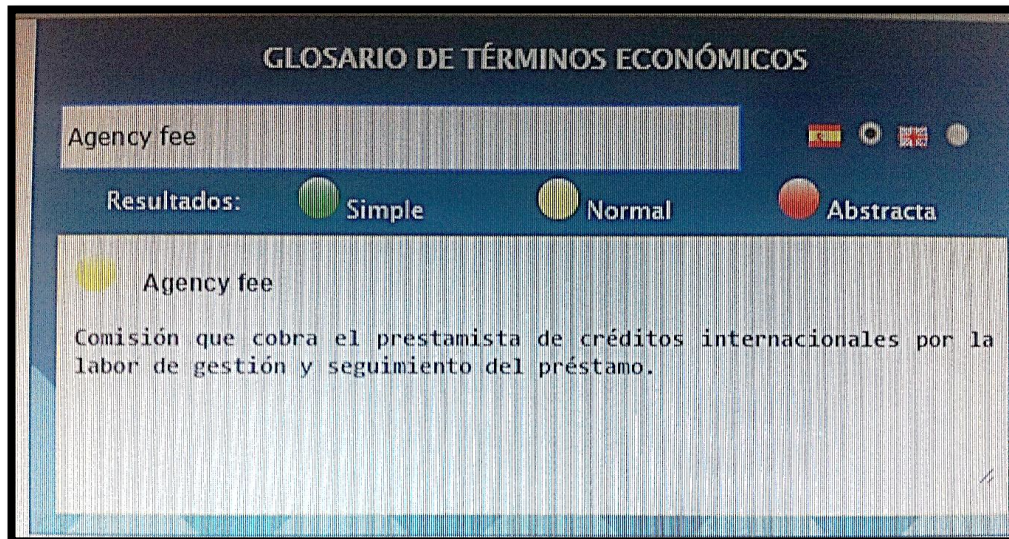 GLOSARIO DE TÉRMINOS ECONÓMICOS
Agency fee
Resultados:
Simple
Normal
Abstracta
Agency fee
Comisión que cobra el prestamista de créditos internacionales por la
labor de gestión y seguimiento del préstamo.